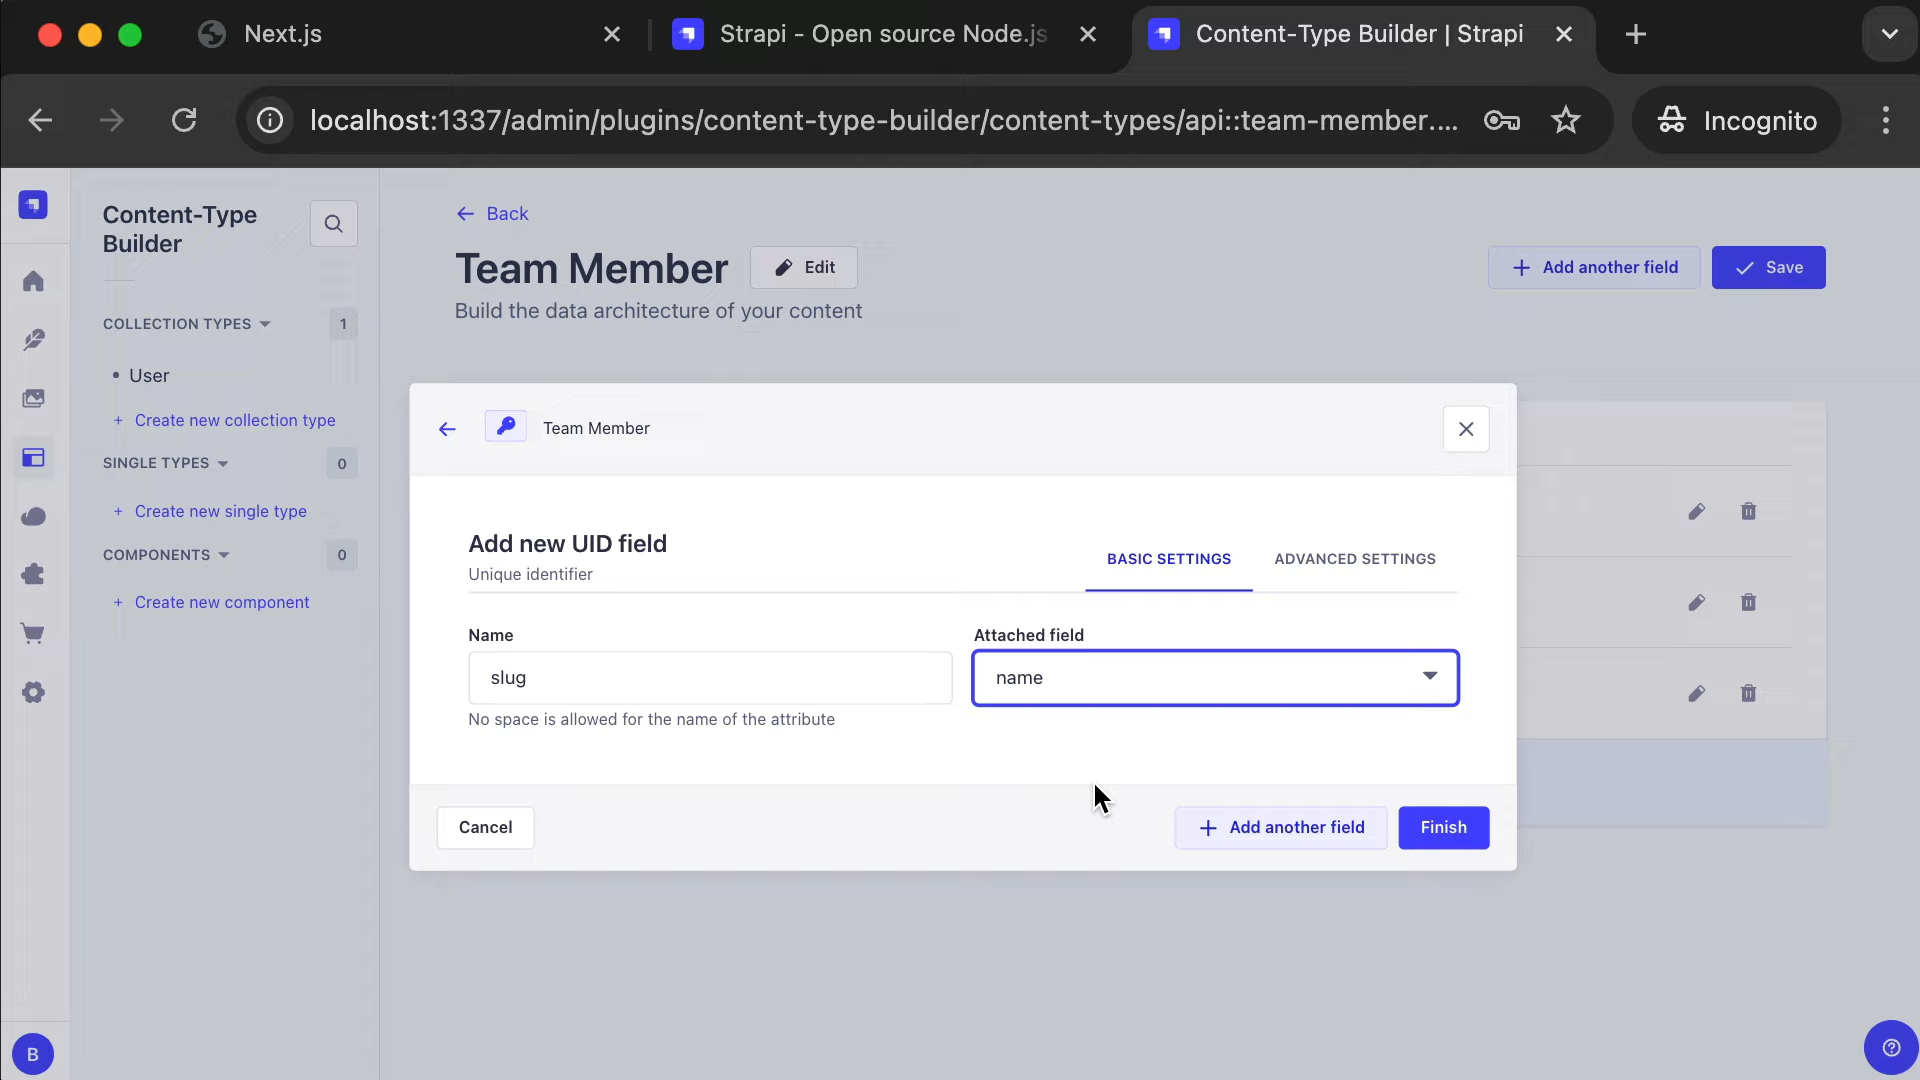 Next.js
Strapi - Open source Node.js
Content-Type Builder | Strapi
localhost:1337/admin/plugins/content-type-builder/content-types/api::team-member....
Incognito
Content-Type
Builder
COLLECTION TYPES
1
User
+ Create new collection type
SINGLE TYPES
0
+ Create new single type
COMPONENTS
0
+ Create new component
B
Back
Team Member
Edit
Build the data architecture of your content
+ Add another field
Save
Team Member
Add new UID field
Unique identifier
BASIC SETTINGS
ADVANCED SETTINGS
Name
Attached field
slug
name
No space is allowed for the name of the attribute
Cancel
+ Add another field
Finish